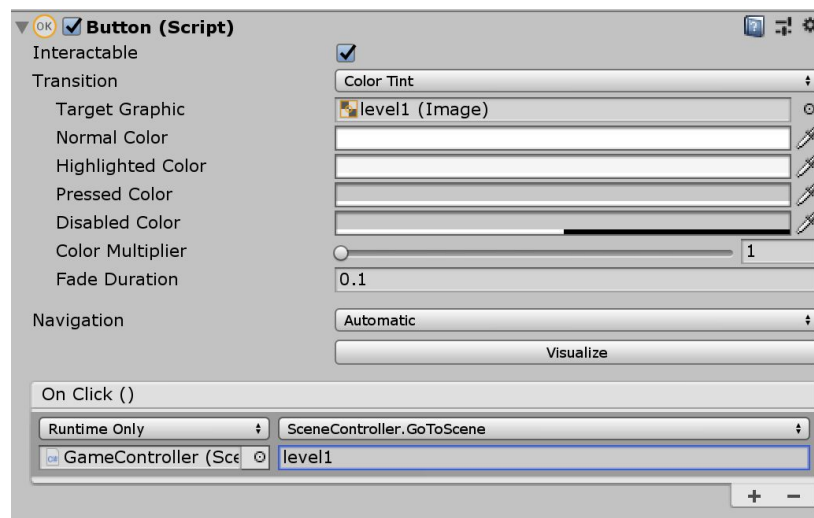 OK Button (Script)
Interactable
Transition Color Tint
Target Graphic level1 (Image)
Normal Color
Highlighted Color
Pressed Color
Disabled Color
Color Multiplier 1
Fade Duration 0.1
Navigation Automatic
Visualize
On Click ()
Runtime Only SceneController.GoToScene
GameController (Sce level1
+ −